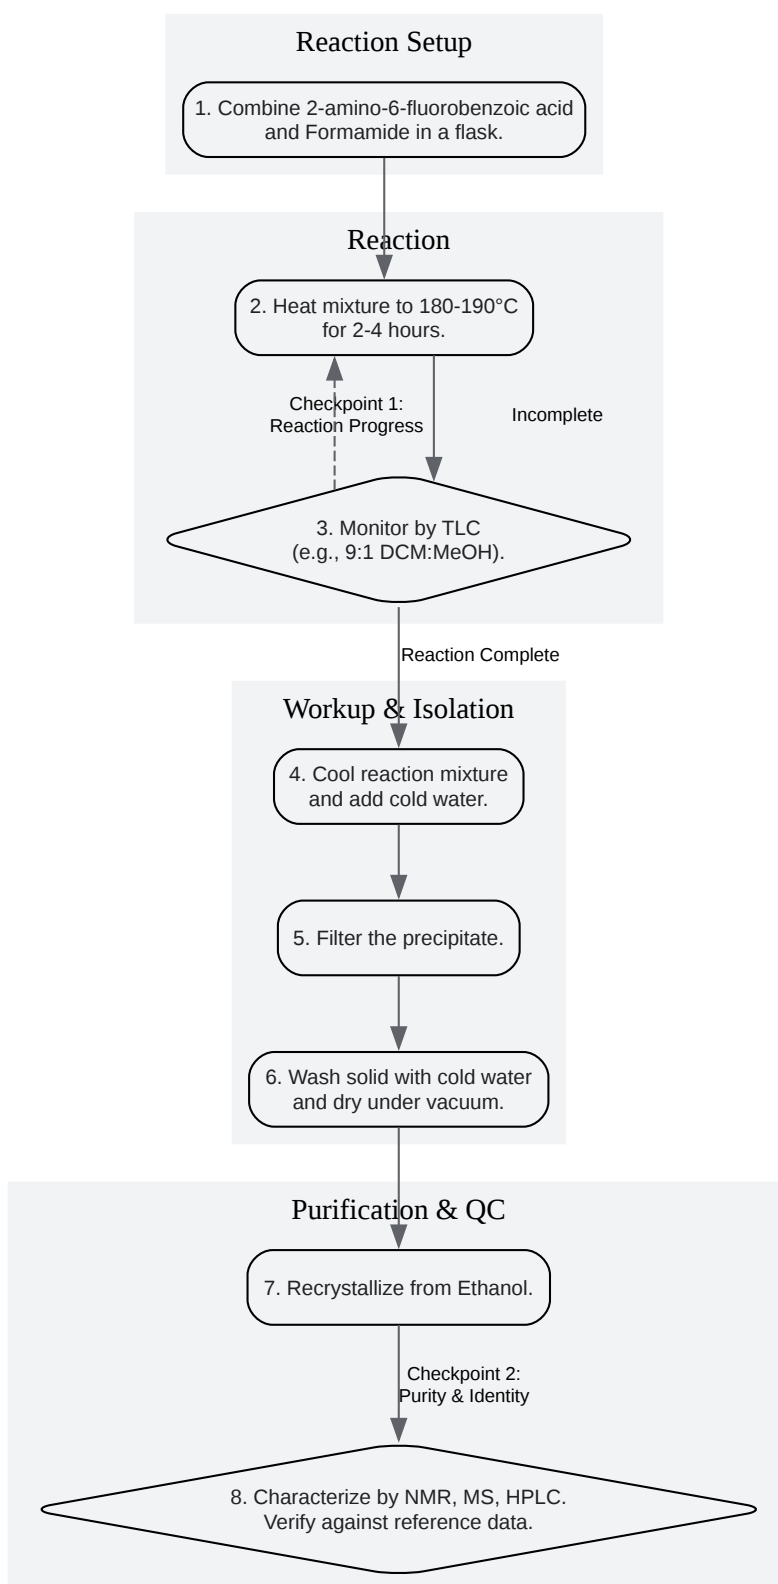 Reaction Setup
1. Combine 2-amino-6-fluorobenzoic acid
and Formamide in a flask.
Reaction
2. Heat mixture to 180-190°C
for 2-4 hours.
Checkpoint 1:
Reaction Progress
Incomplete
3. Monitor by TLC
(e.g., 9:1 DCM:MeOH).
Reaction Complete
Workup & Isolation
4. Cool reaction mixture
and add cold water.
5. Filter the precipitate.
6. Wash solid with cold water
and dry under vacuum.
Purification & QC
7. Recrystallize from Ethanol.
Checkpoint 2:
Purity & Identity
8. Characterize by NMR, MS, HPLC.
Verify against reference data.